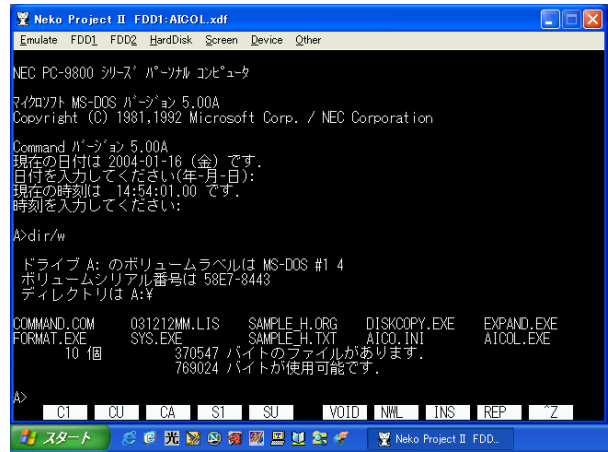 Neko Project II  FDD1:AICOL.xdf
Emulate FDD1 FDD2 HardDisk Screen Device Other
NEC PC-9800 ｼﾘｰｽﾞ ﾊﾟｰｿﾅﾙ ｺﾝﾋﾟｭｰﾀ
ﾏｲｸﾛｿﾌﾄ MS-DOS ﾊﾞｰｼﾞｮﾝ 5.00A
Copyright (C) 1981,1992 Microsoft Corp. / NEC Corporation
Command ﾊﾞｰｼﾞｮﾝ 5.00A
現在の日付は 2004-01-16 (金) です.
日付を入力してください(年-月-日):
現在の時刻は 14:54:01.00 です.
時刻を入力してください:
A>dir/w
ドライブ A: のボリュームラベルは MS-DOS #1 4
ボリュームシリアル番号は 58E7-8443
ディレクトリは A:¥
COMMAND.COM 031212MM.LIS SAMPLE_H.ORG DISKCOPY.EXE EXPAND.EXE
FORMAT.EXE SYS.EXE SAMPLE_H.TXT AICO.INI AICOL.EXE
10 個 370547 バイトのファイルがあります.
769024 バイトが使用可能です.
A>
C1 CU CA S1 SU VOID NWL INS REP ^Z
スタート 光 Neko Project II FDD...